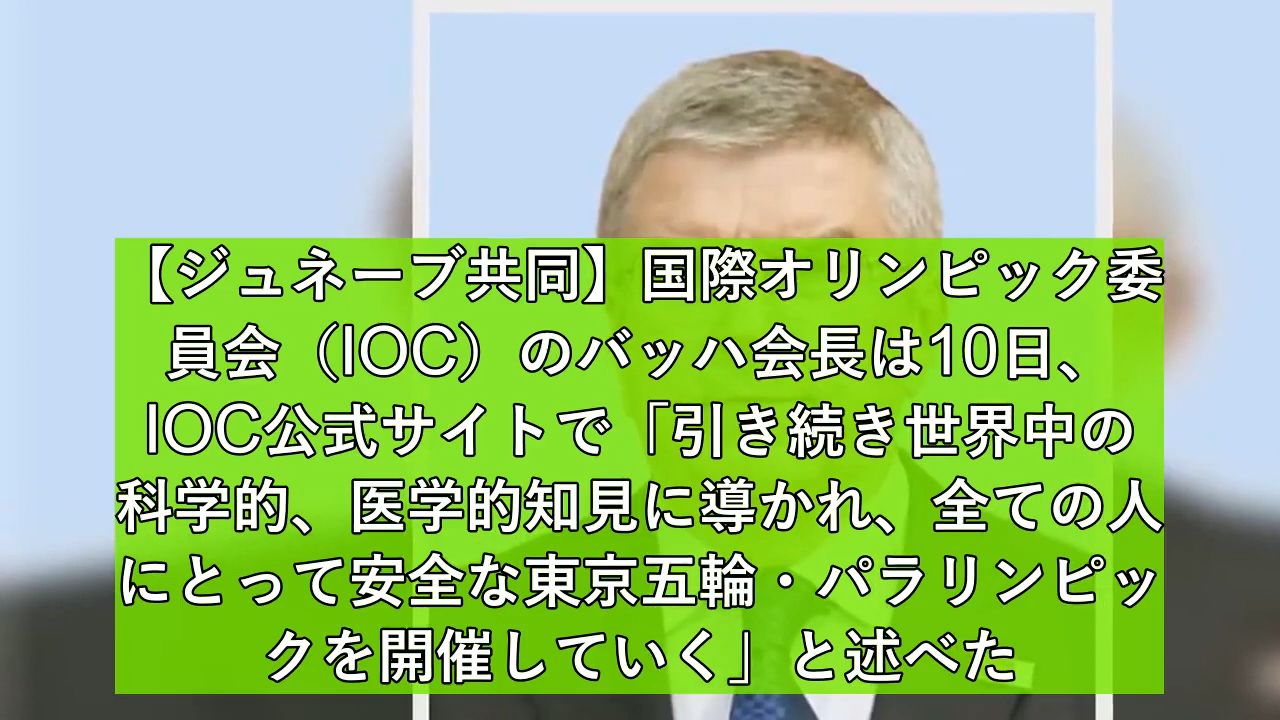 【ジュネーブ共同】国際オリンピック委
員会（IOC）のバッハ会長は10日、
IOC公式サイトで「引き続き世界中の
科学的、医学的知見に導かれ、全ての人
にとって安全な東京五輪・パラリンピッ
クを開催していく」と述べた